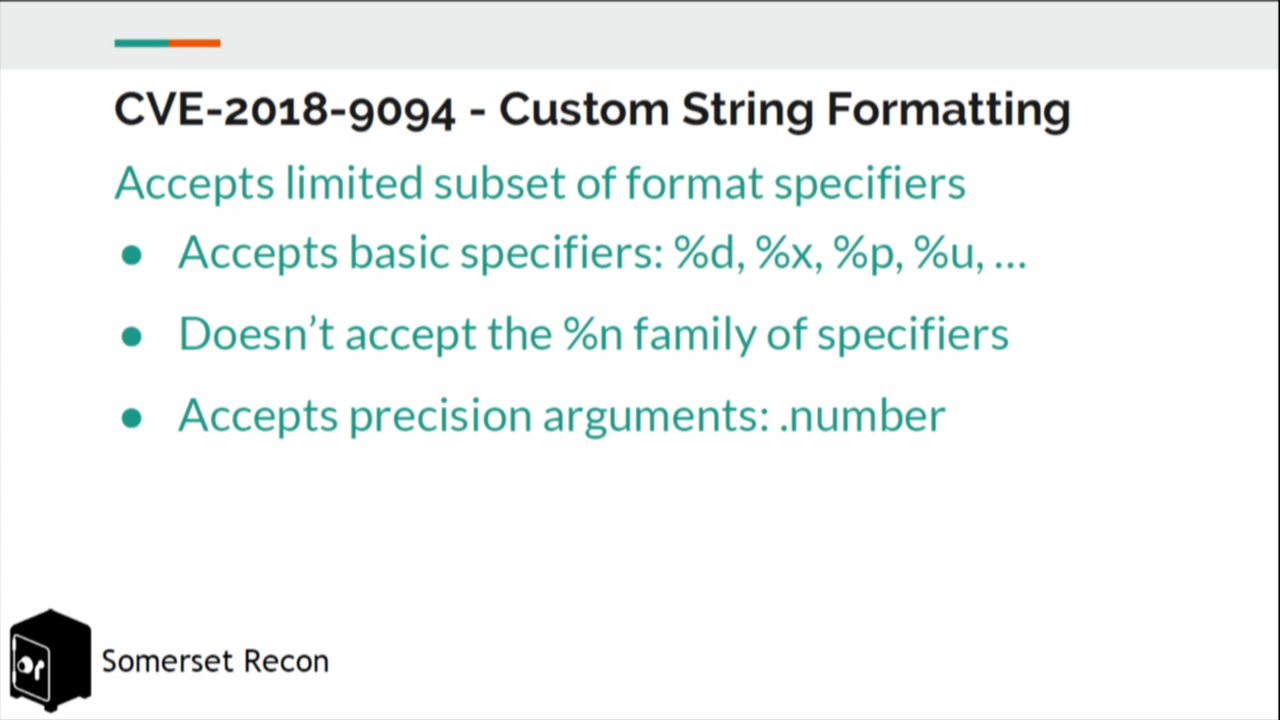 CVE-2018-9094 - Custom String Formatting
Accepts limited subset of format specifiers
● Accepts basic specifiers: %d, %x, %p, %u, ...
● Doesn't accept the %n family of specifiers
● Accepts precision arguments: .number
Somerset Recon